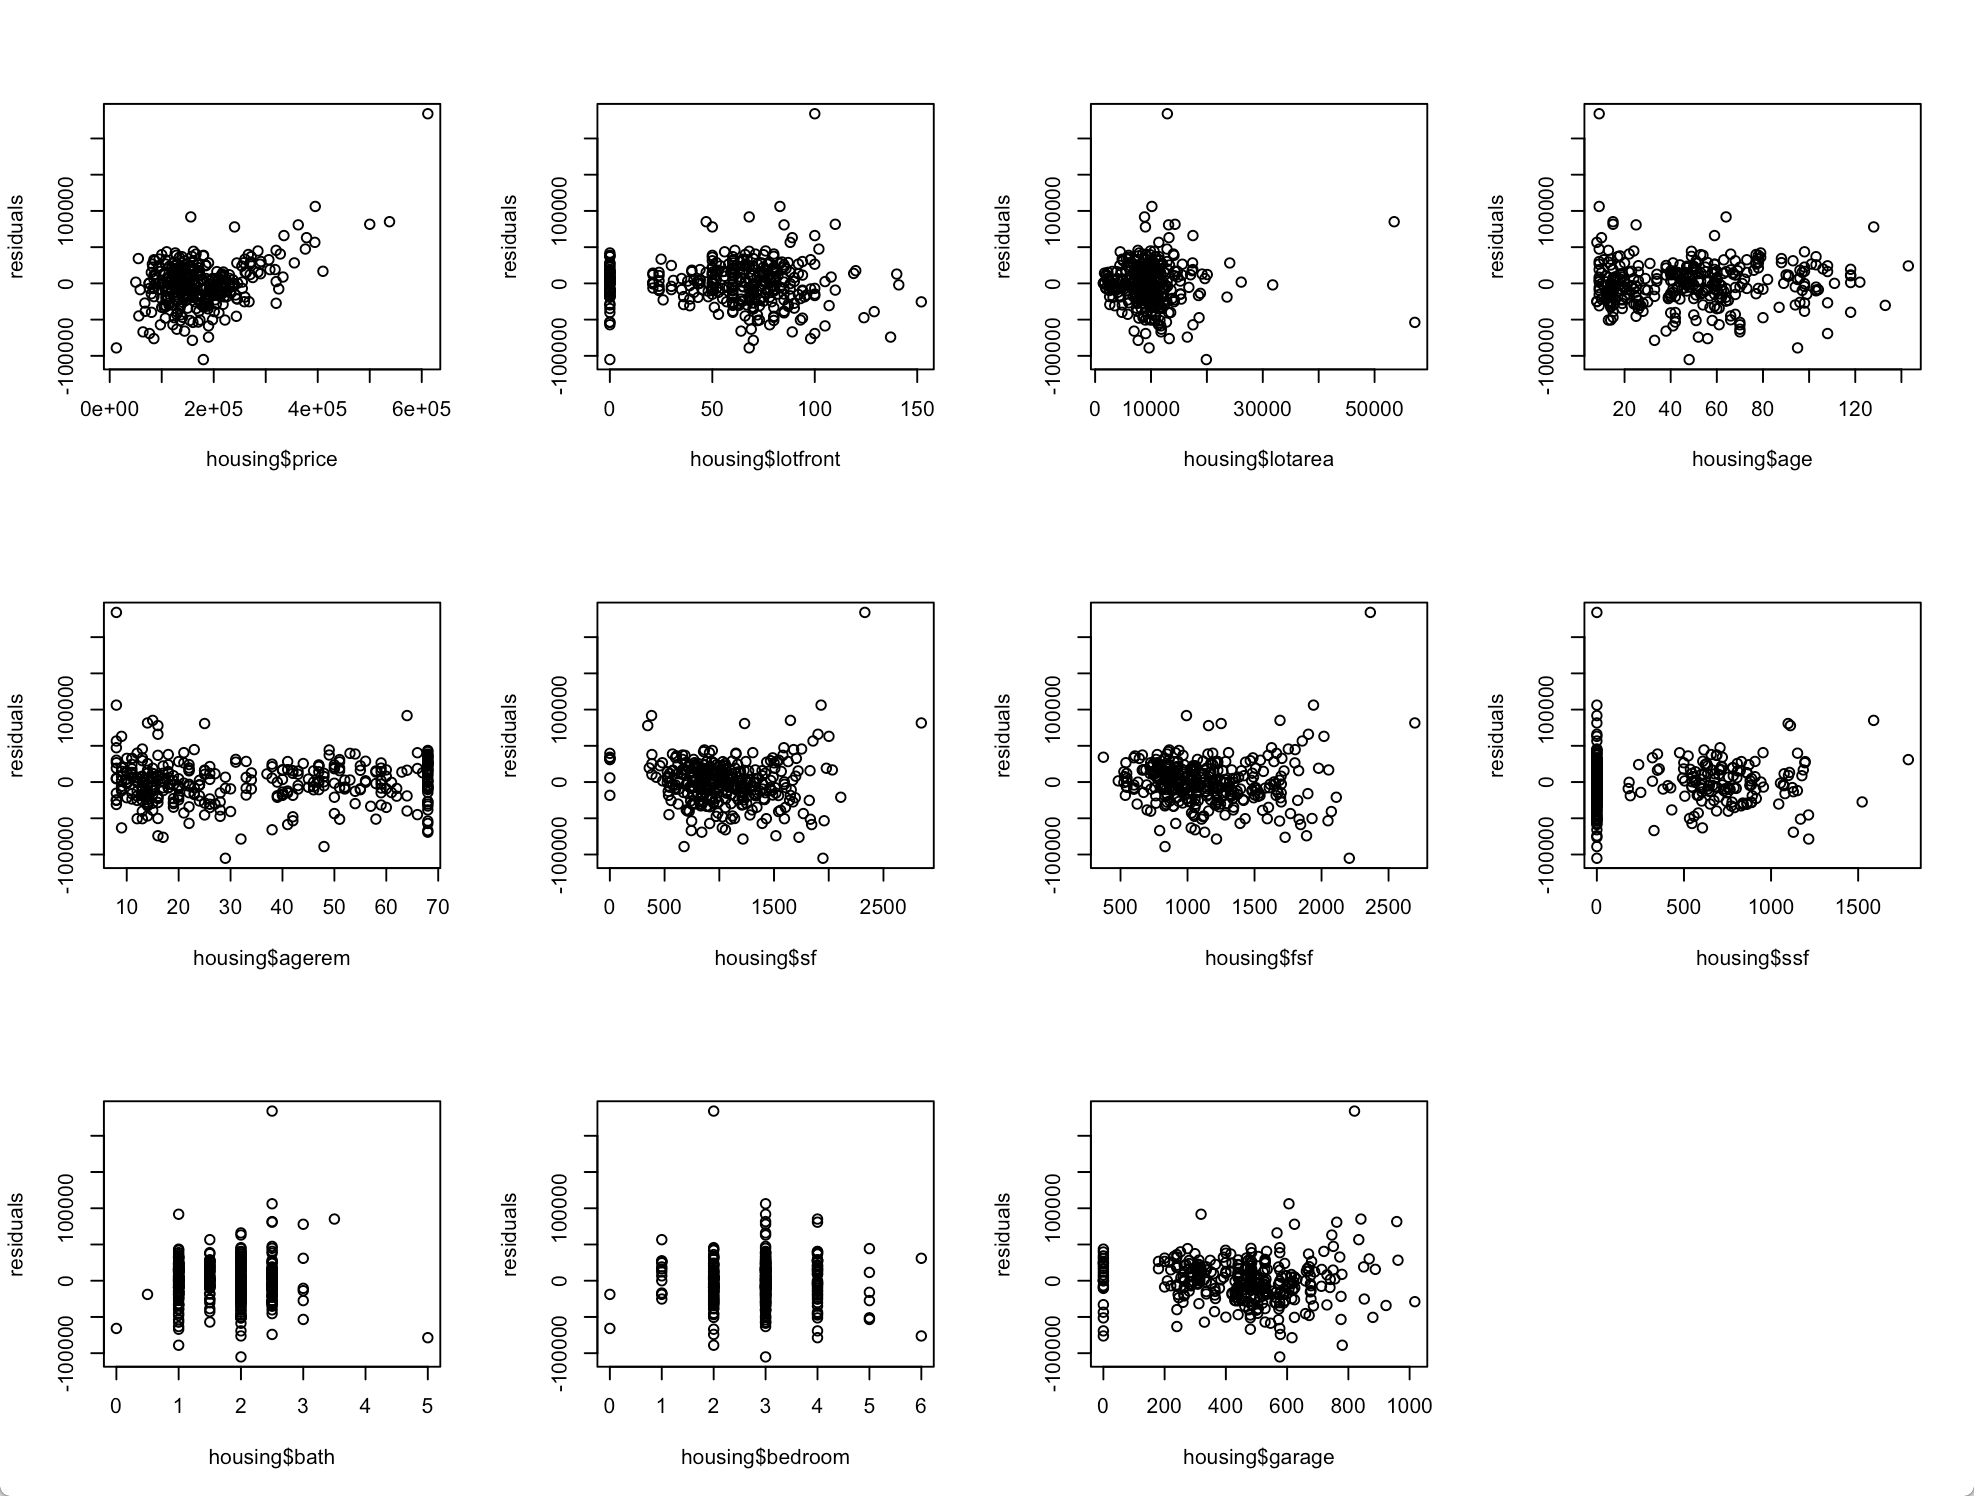 residuals
100000
0
-100000
0e+00 2e+05 4e+05 6e+05
housing$price
residuals
100000
0
-100000
0 50 100 150
housing$lotfront
residuals
100000
0
-100000
0 10000 30000 50000
housing$lotarea
residuals
100000
0
-100000
20 40 60 80 120
housing$age
residuals
100000
0
-100000
10 20 30 40 50 60 70
housing$agerem
residuals
100000
0
-100000
0 500 1500 2500
housing$sf
residuals
100000
0
-100000
500 1000 1500 2000 2500
housing$fsf
residuals
100000
0
-100000
0 500 1000 1500
housing$ssf
residuals
100000
0
-100000
0 1 2 3 4 5
housing$bath
residuals
100000
0
-100000
0 1 2 3 4 5 6
housing$bedroom
residuals
100000
0
-100000
0 200 400 600 800 1000
housing$garage